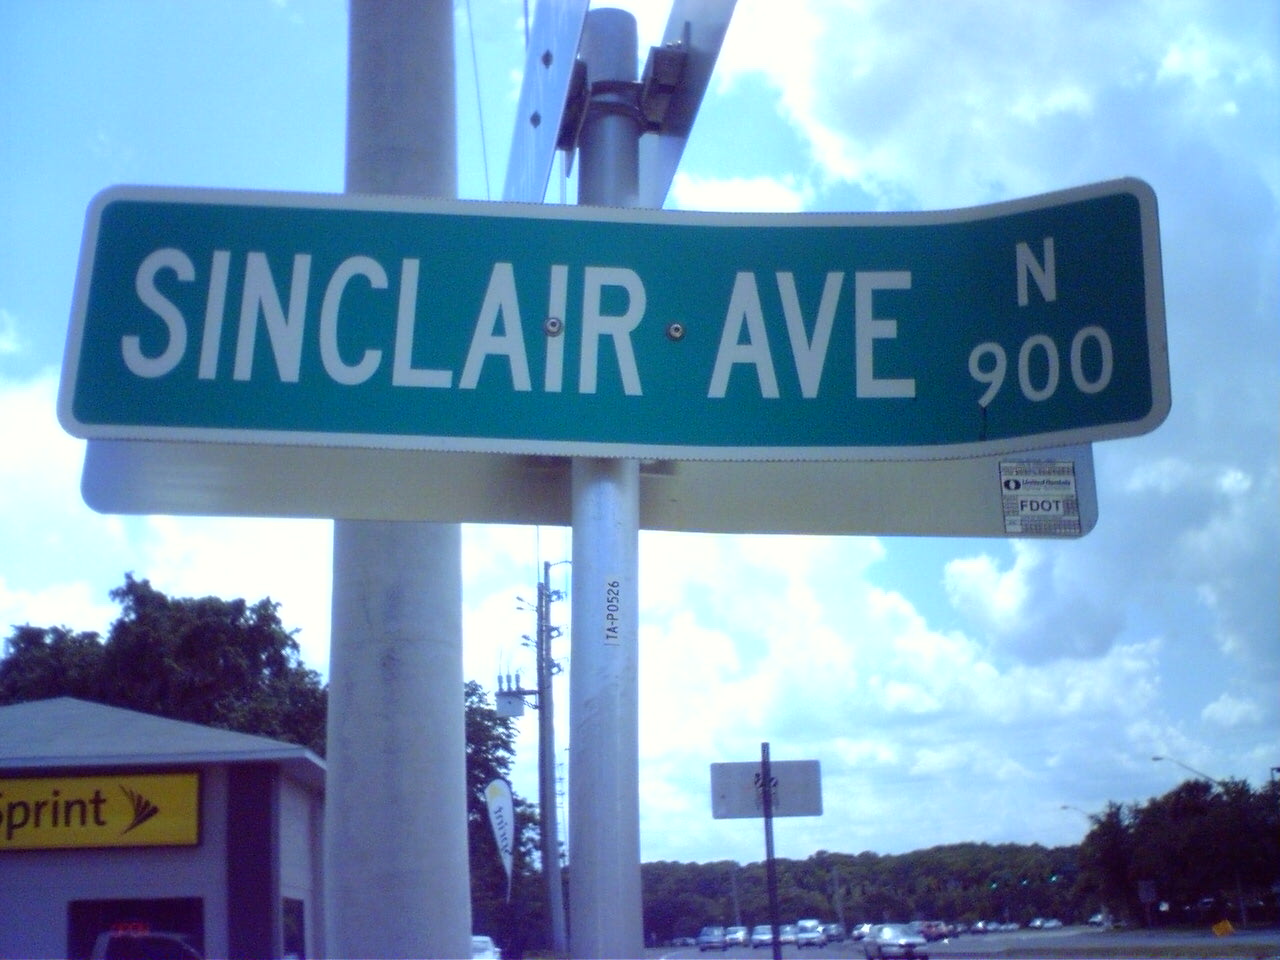 SINCLAIR AVE N
900
FDOT
TA-P0526
Sprint